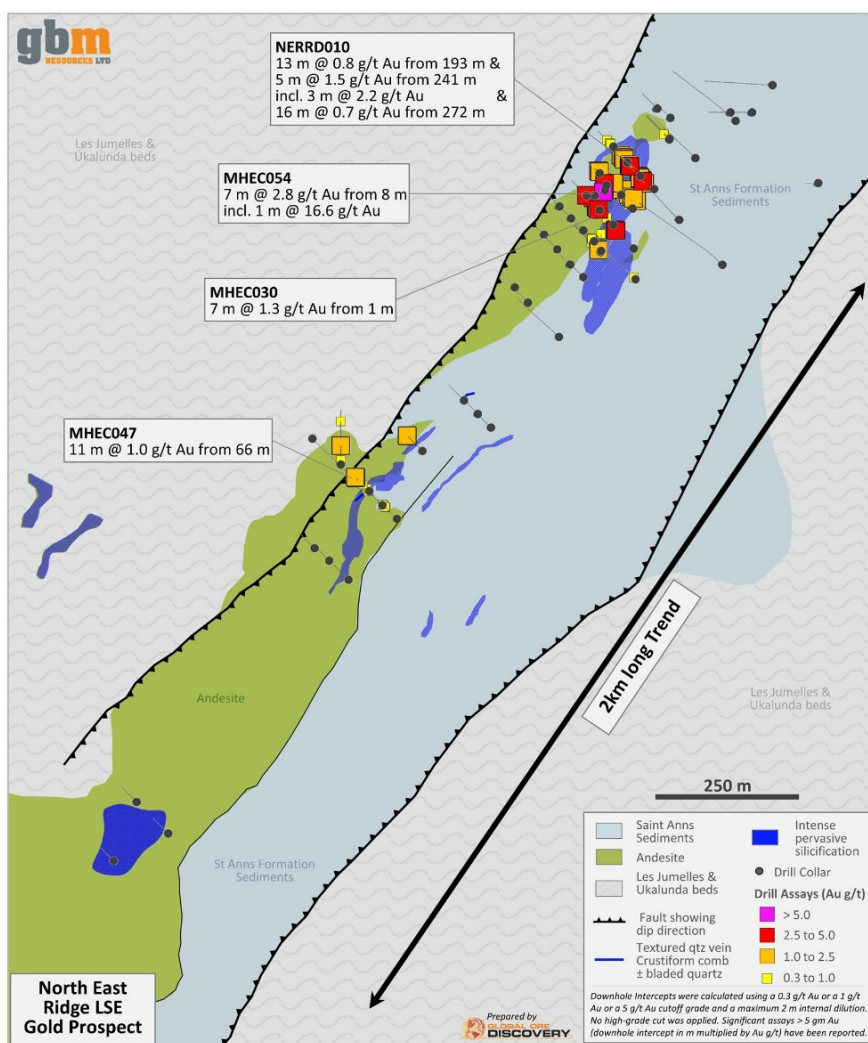 gbm
RESOURCES LTD
NERRD010
13 m @ 0.8 g/t Au from 193 m &
5 m @ 1.5 g/t Au from 241 m
incl. 3 m @ 2.2 g/t Au &
16 m @ 0.7 g/t Au from 272 m
Les Jumelles &
Ukalunda beds
MHEC054
7 m @ 2.8 g/t Au from 8 m
incl. 1 m @ 16.6 g/t Au
St Anns Formation
Sediments
MHEC030
7 m @ 1.3 g/t Au from 1 m
MHEC047
11 m @ 1.0 g/t Au from 66 m
2km long Trend
Andesite
Les Jumelles &
Ukalunda beds
250 m
St Anns Formation
Sediments
Saint Anns
Sediments
Andesite
Les Jumelles &
Ukalunda beds
Fault showing
dip direction
Textured qtz vein
Crustiform comb
± bladed quartz
Intense
pervasive
silicification
Drill Collar
Drill Assays (Au g/t)
> 5.0
2.5 to 5.0
1.0 to 2.5
0.3 to 1.0
Downhole Intercepts were calculated using a 0.3 g/t Au or a 1 g/t
Au or a 5 g/t Au cutoff grade and a maximum 2 m internal dilution.
No high-grade cut was applied. Significant assays > 5 gm Au
(downhole intercept in m multiplied by Au g/t) have been reported.
North East
Ridge LSE
Gold Prospect
Prepared by
GLOBAL ORE
DISCOVERY